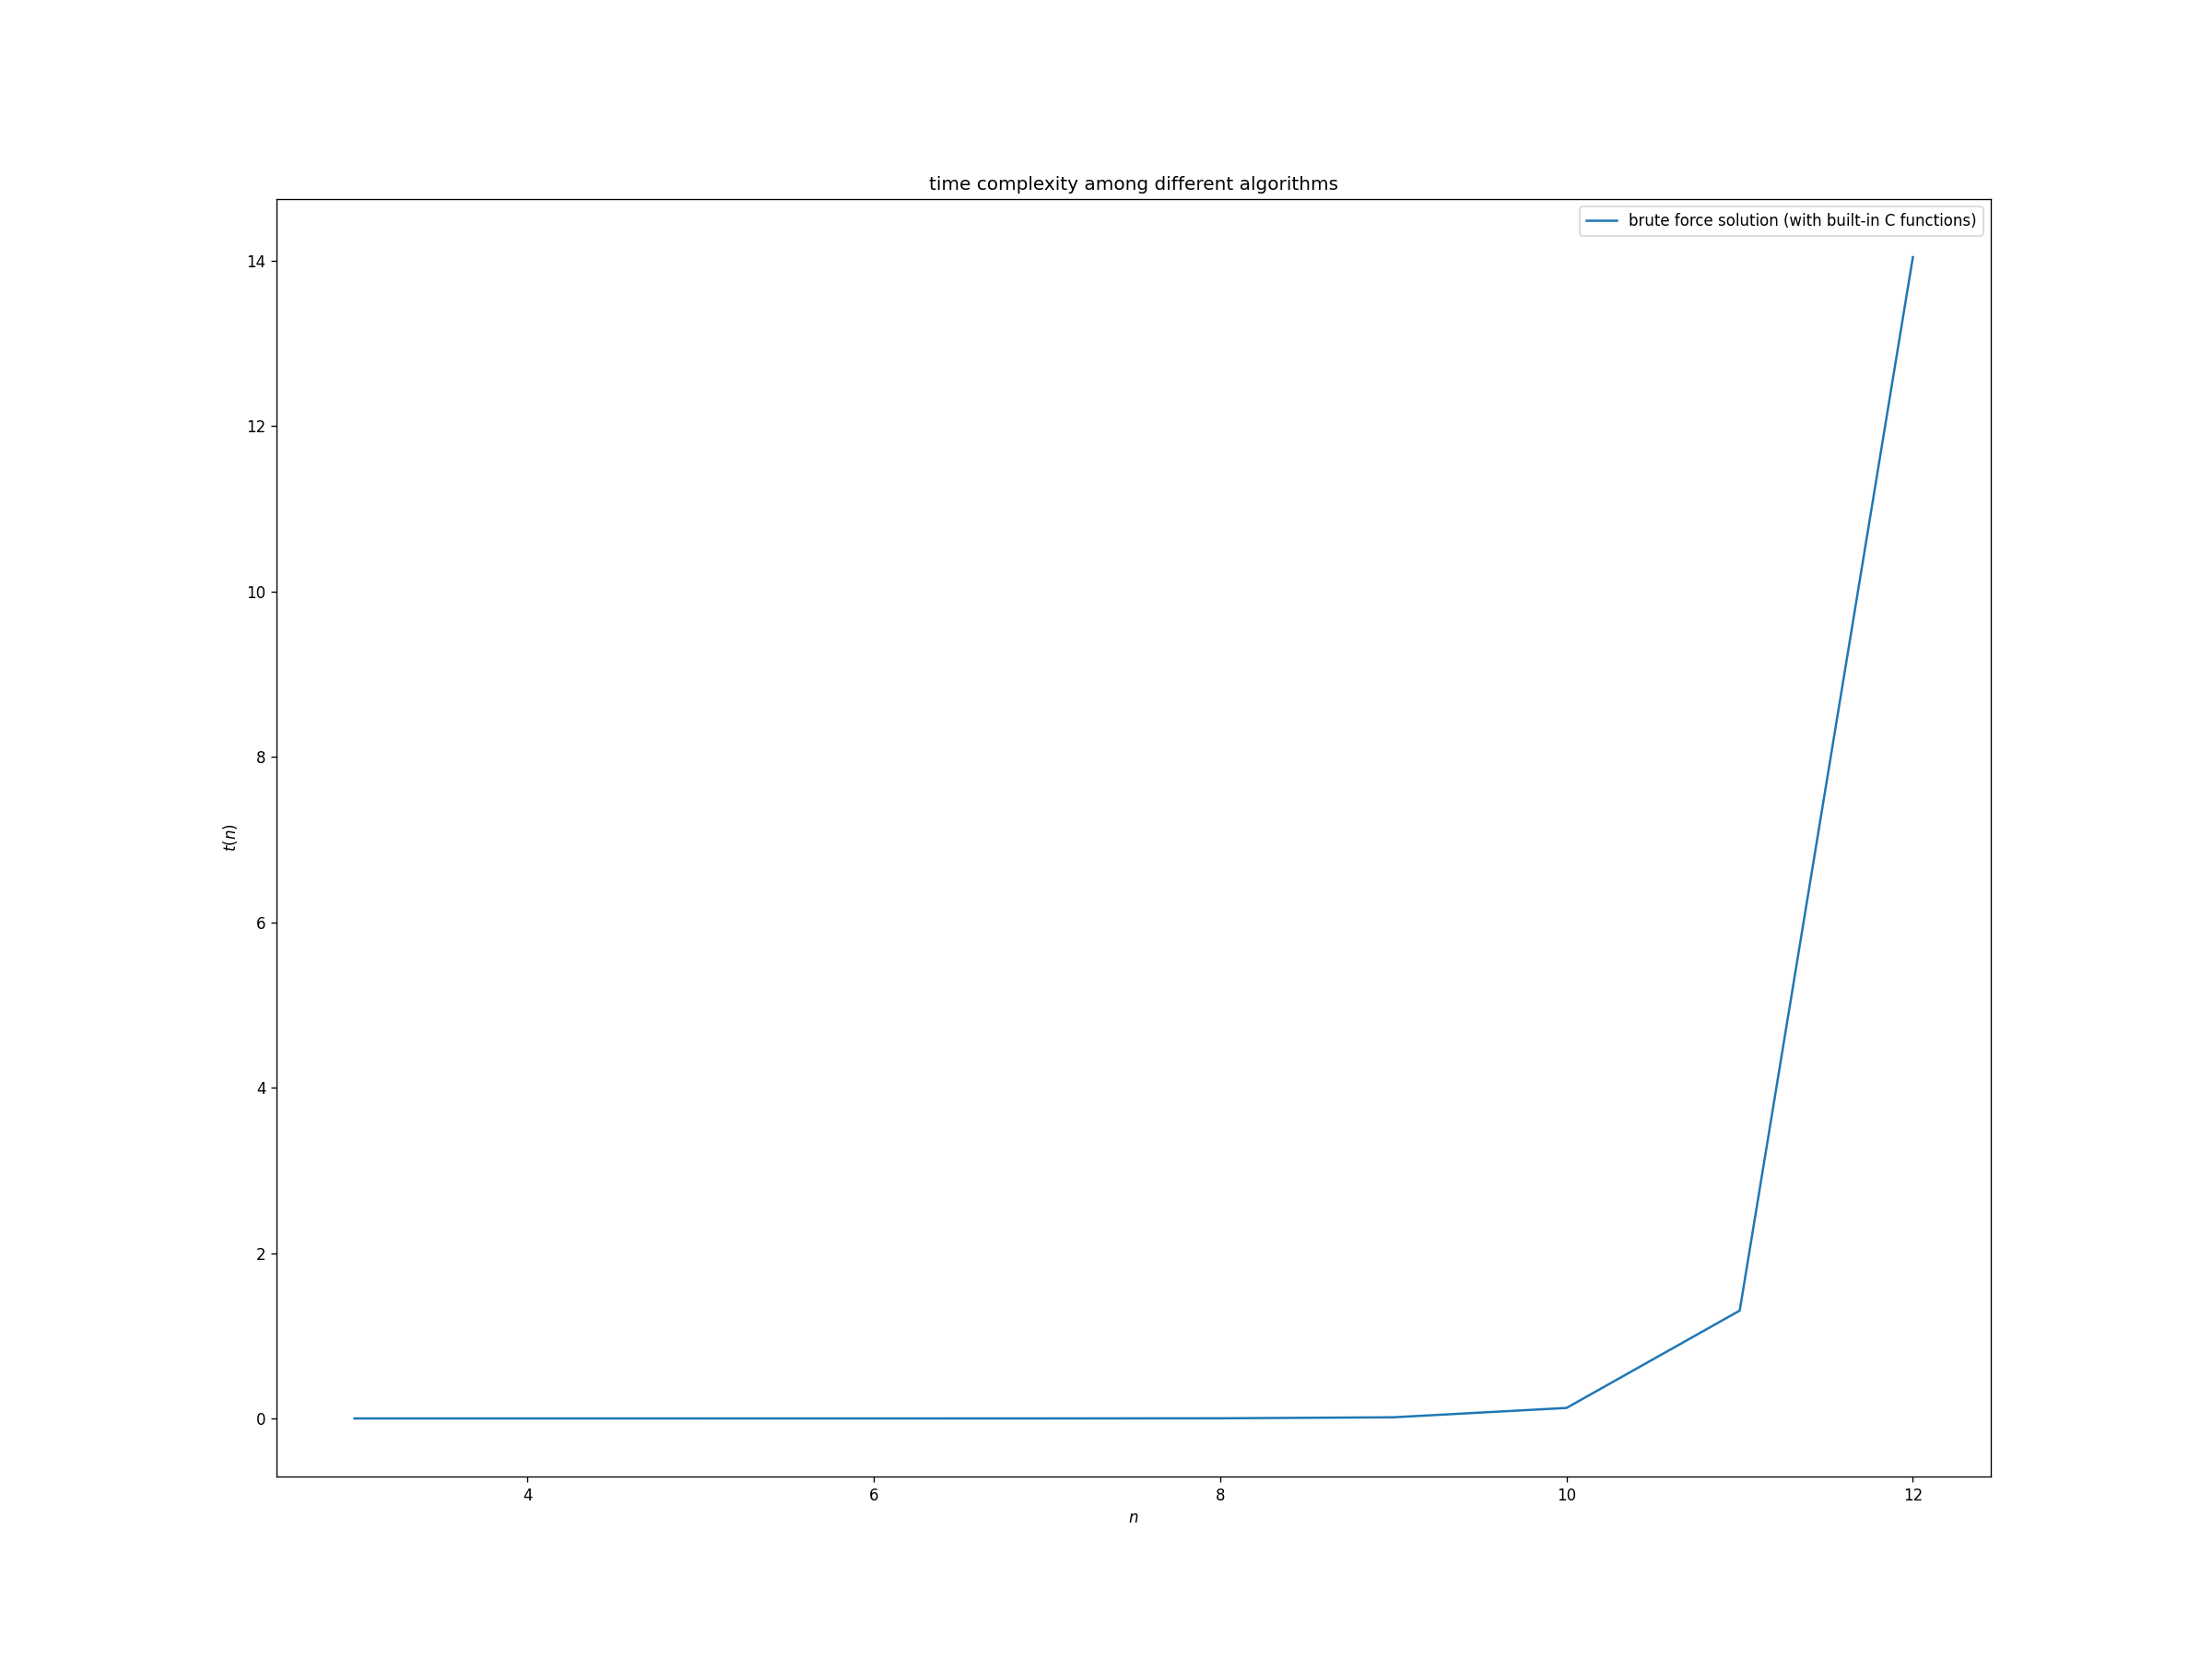 time complexity among different algorithms
brute force solution (with built-in C functions)
14
12
10
8
6
4
2
0
t(n)
4 6 8 10 12
n